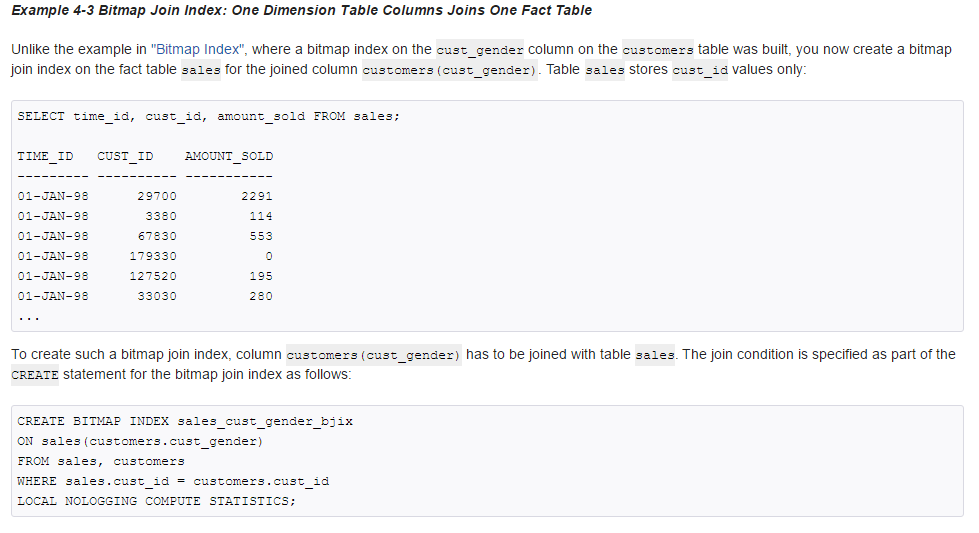 Example 4-3 Bitmap Join Index: One Dimension Table Columns Joins One Fact Table
Unlike the example in "Bitmap Index", where a bitmap index on the cust_gender column on the customers table was built, you now create a bitmap
join index on the fact table sales for the joined column customers(cust_gender). Table sales stores cust_id values only:
SELECT time_id, cust_id, amount_sold FROM sales;
TIME_ID   CUST_ID    AMOUNT_SOLD
--------- ---------- -----------
01-JAN-98      29700        2291
01-JAN-98       3380         114
01-JAN-98      67830         553
01-JAN-98     179330           0
01-JAN-98     127520         195
01-JAN-98      33030         280
...
To create such a bitmap join index, column customers(cust_gender) has to be joined with table sales. The join condition is specified as part of the
CREATE statement for the bitmap join index as follows:
CREATE BITMAP INDEX sales_cust_gender_bjix
ON sales(customers.cust_gender)
FROM sales, customers
WHERE sales.cust_id = customers.cust_id
LOCAL NOLOGGING COMPUTE STATISTICS;